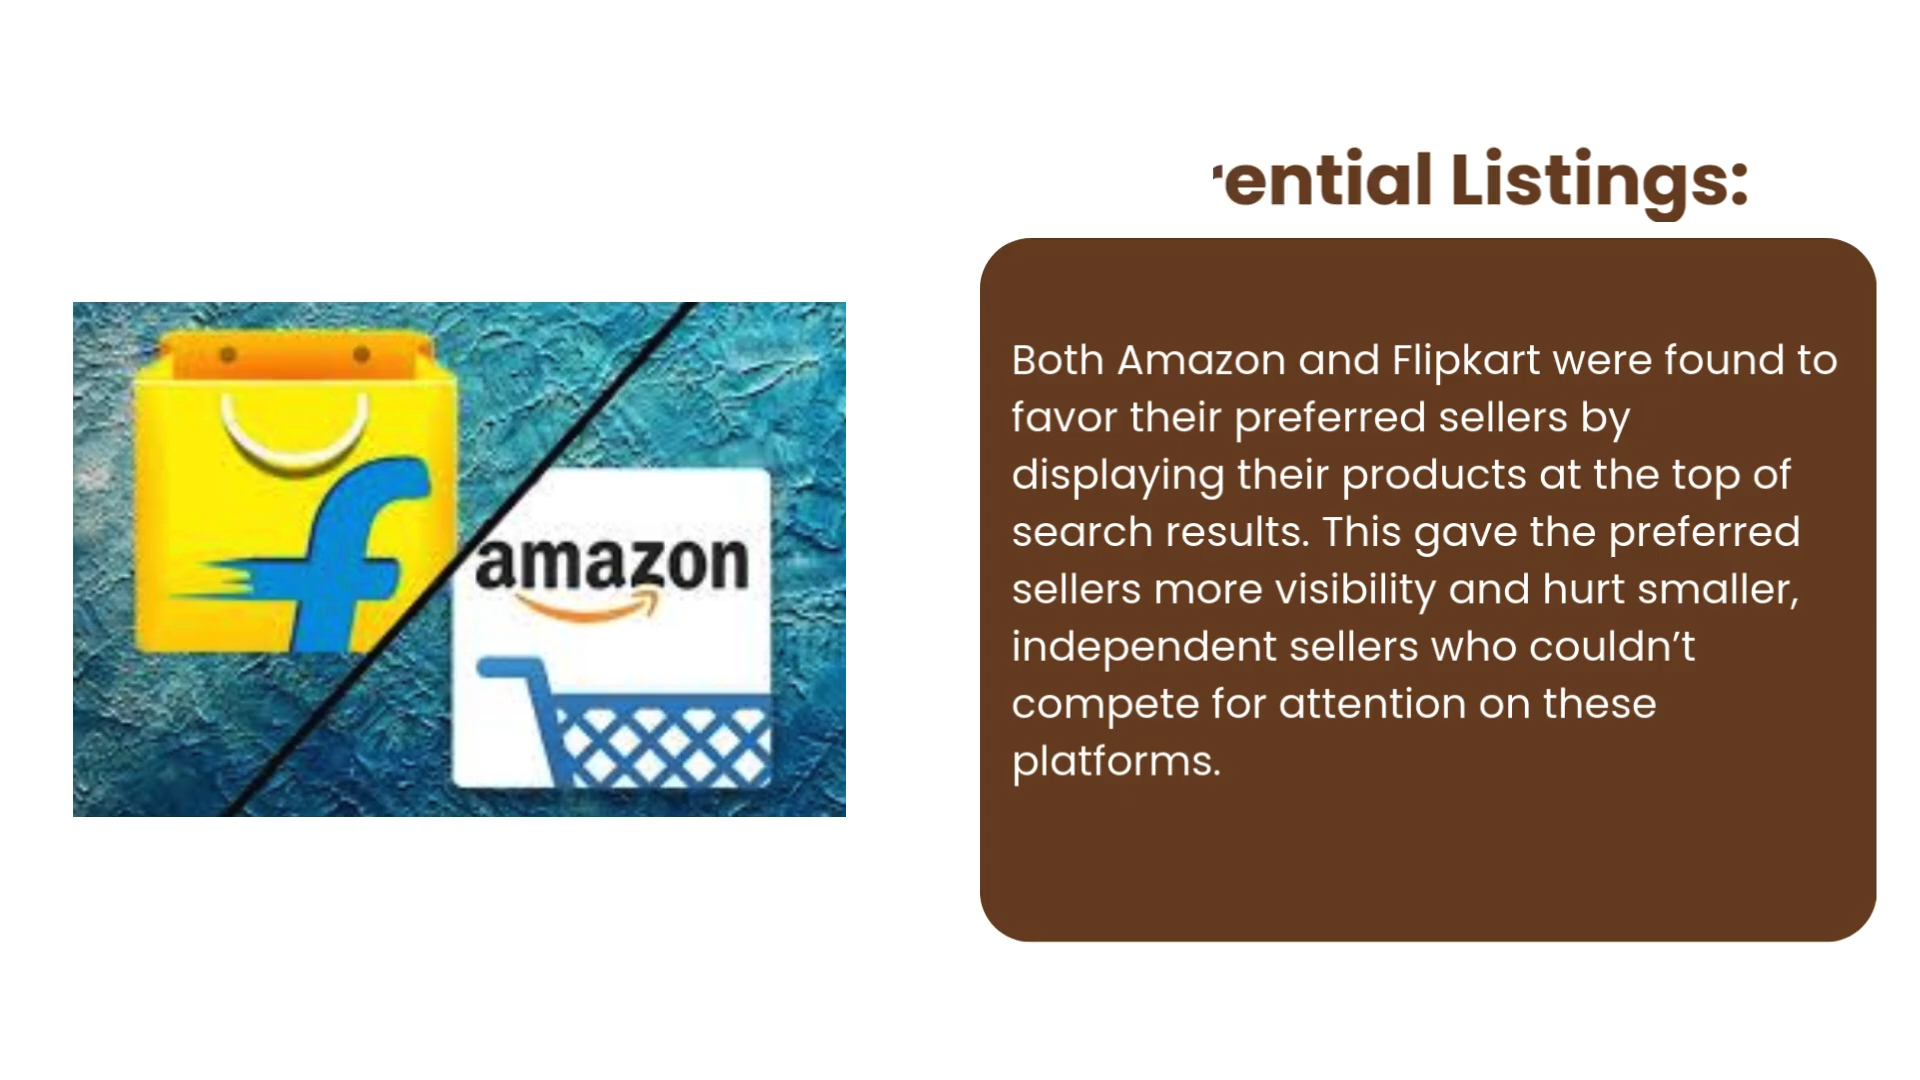 rential Listings:
Both Amazon and Flipkart were found to
favor their preferred sellers by
displaying their products at the top of
search results. This gave the preferred
sellers more visibility and hurt smaller,
independent sellers who couldn’t
compete for attention on these
platforms.
f
amazon